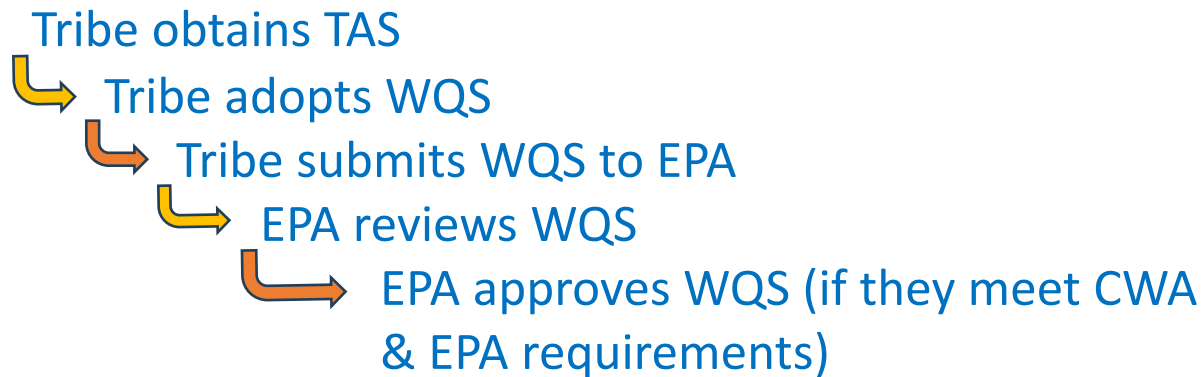 Tribe obtains TAS
Tribe adopts WQS
Tribe submits WQS to EPA
EPA reviews WQS
EPA approves WQS (if they meet CWA
& EPA requirements)